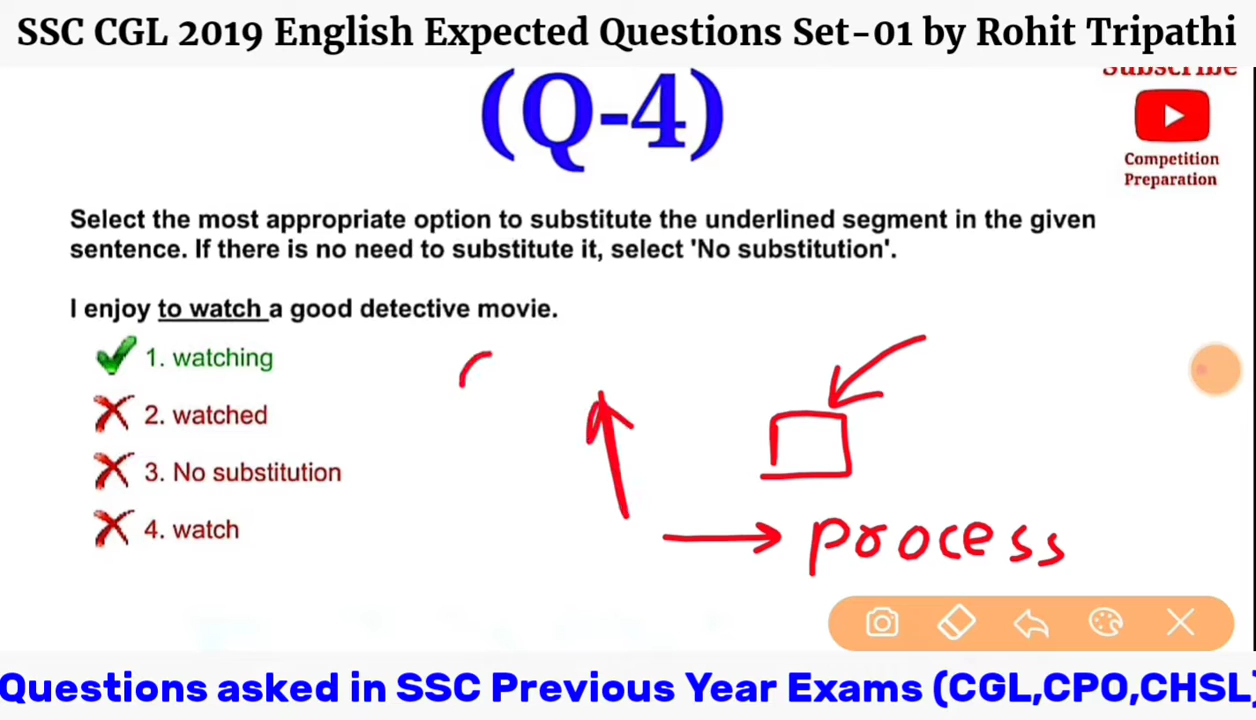 SSC CGL 2019 English Expected Questions Set-01 by Rohit Tripathi
Subscribe
(Q-4)
Competition
Preparation
Select the most appropriate option to substitute the underlined segment in the given
sentence. If there is no need to substitute it, select 'No substitution'.
I enjoy to watch a good detective movie.
1. watching
2. watched
3. No substitution
4. watch
process
Questions asked in SSC Previous Year Exams (CGL,CPO,CHSL)